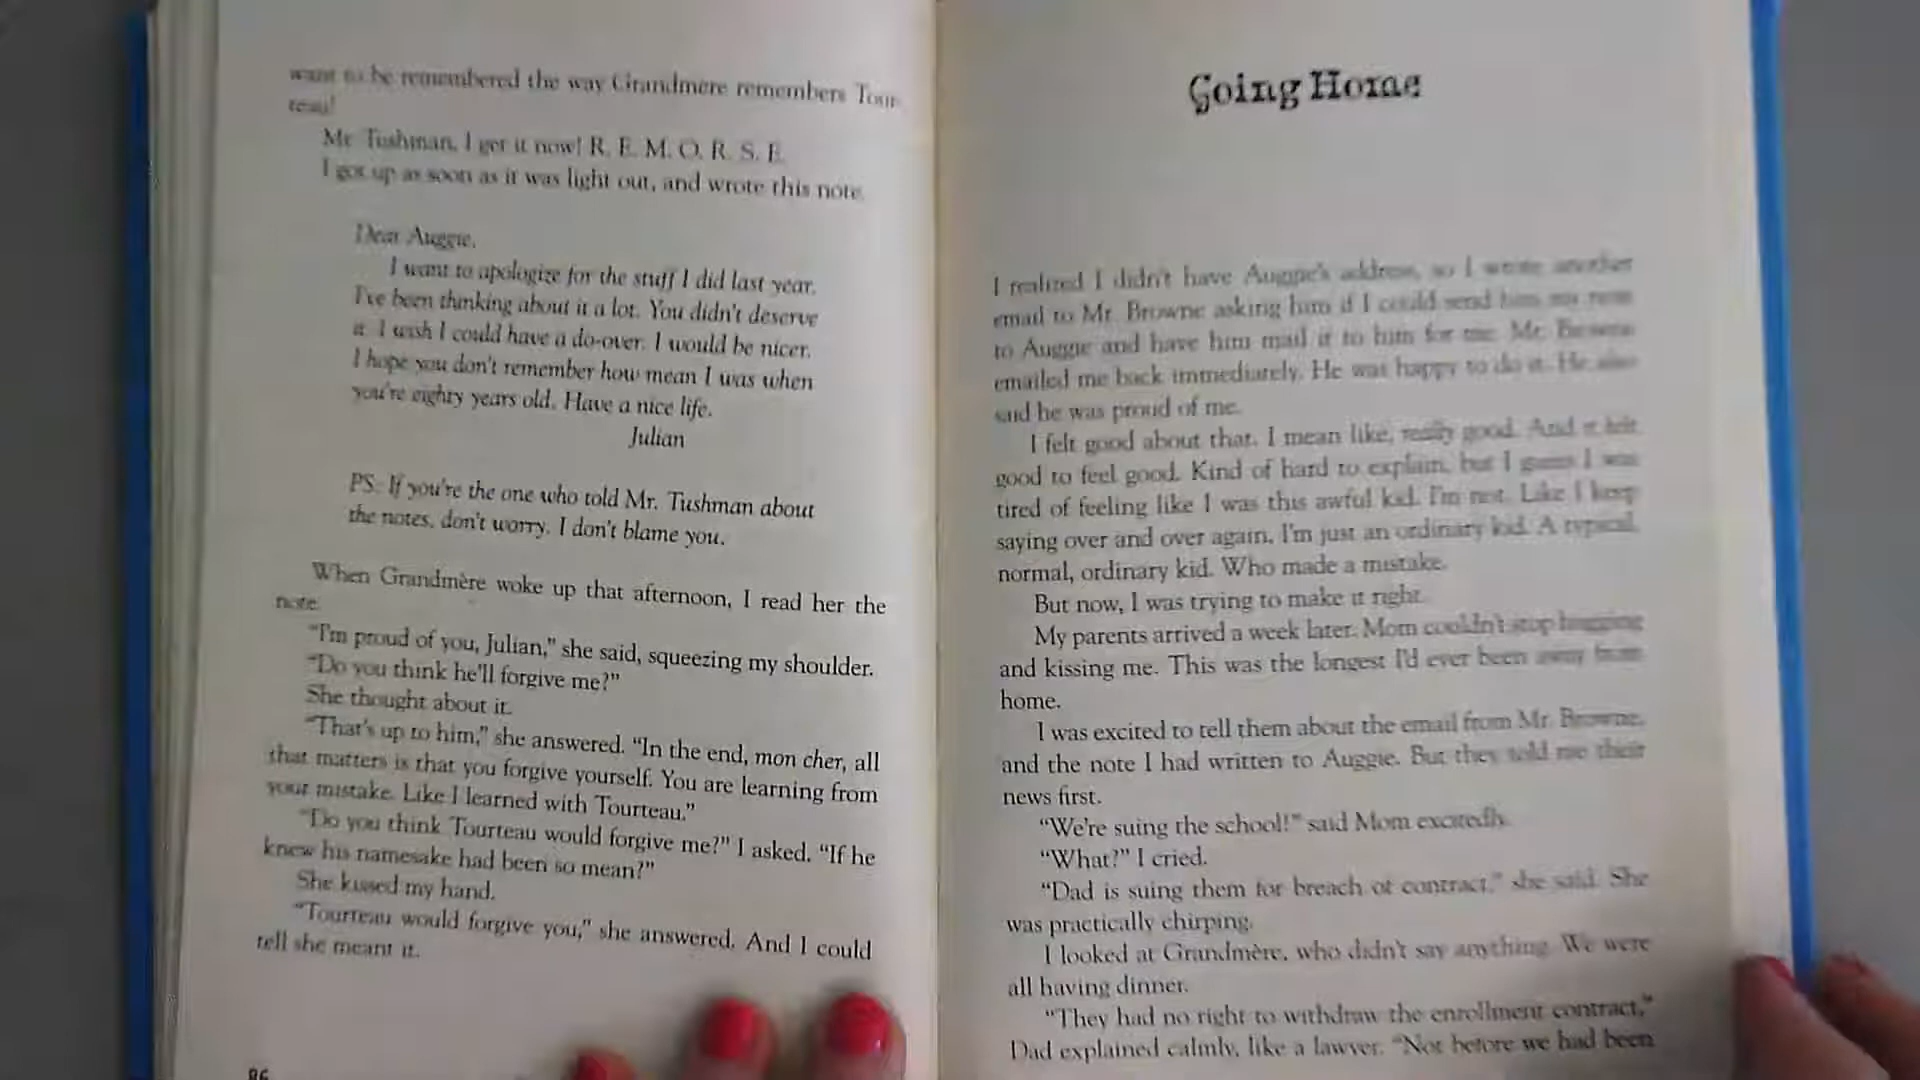 want to be remembered the way Grandmère remembers Tour-
teau!
Mr. Tushman, I get it now! R. E. M. O. R. S. E.
I got up as soon as it was light out, and wrote this note.
Dear Auggie,
I want to apologize for the stuff I did last year.
I've been thinking about it a lot. You didn't deserve
it. I wish I could have a do-over. I would be nicer.
I hope you don't remember how mean I was when
you're eighty years old. Have a nice life.
Julian
PS: If you're the one who told Mr. Tushman about
the notes, don't worry. I don't blame you.
When Grandmère woke up that afternoon, I read her the
note.
“I'm proud of you, Julian,” she said, squeezing my shoulder.
“Do you think he'll forgive me?”
She thought about it.
“That's up to him,” she answered. “In the end, mon cher, all
that matters is that you forgive yourself. You are learning from
your mistake. Like I learned with Tourteau.”
“Do you think Tourteau would forgive me?” I asked. “If he
knew his namesake had been so mean?”
She kissed my hand.
“Tourteau would forgive you,” she answered. And I could
tell she meant it.
86
Going Home
I realized I didn't have Auggie's address, so I wrote another
email to Mr. Browne asking him if I could send him my note
to Auggie and have him mail it to him for me. Mr. Browne
emailed me back immediately. He was happy to do it. He also
said he was proud of me.
I felt good about that. I mean like, really good. And it felt
good to feel good. Kind of hard to explain, but I guess I was
tired of feeling like I was this awful kid. I'm not. Like I keep
saying over and over again, I'm just an ordinary kid. A typical,
normal, ordinary kid. Who made a mistake.
But now, I was trying to make it right.
My parents arrived a week later. Mom couldn't stop hugging
and kissing me. This was the longest I'd ever been away from
home.
I was excited to tell them about the email from Mr. Browne,
and the note I had written to Auggie. But they told me their
news first.
“We're suing the school!” said Mom excitedly.
“What?” I cried.
“Dad is suing them for breach of contract,” she said. She
was practically chirping.
I looked at Grandmère, who didn't say anything. We were
all having dinner.
“They had no right to withdraw the enrollment contract,”
Dad explained calmly, like a lawyer. “Not before we had been